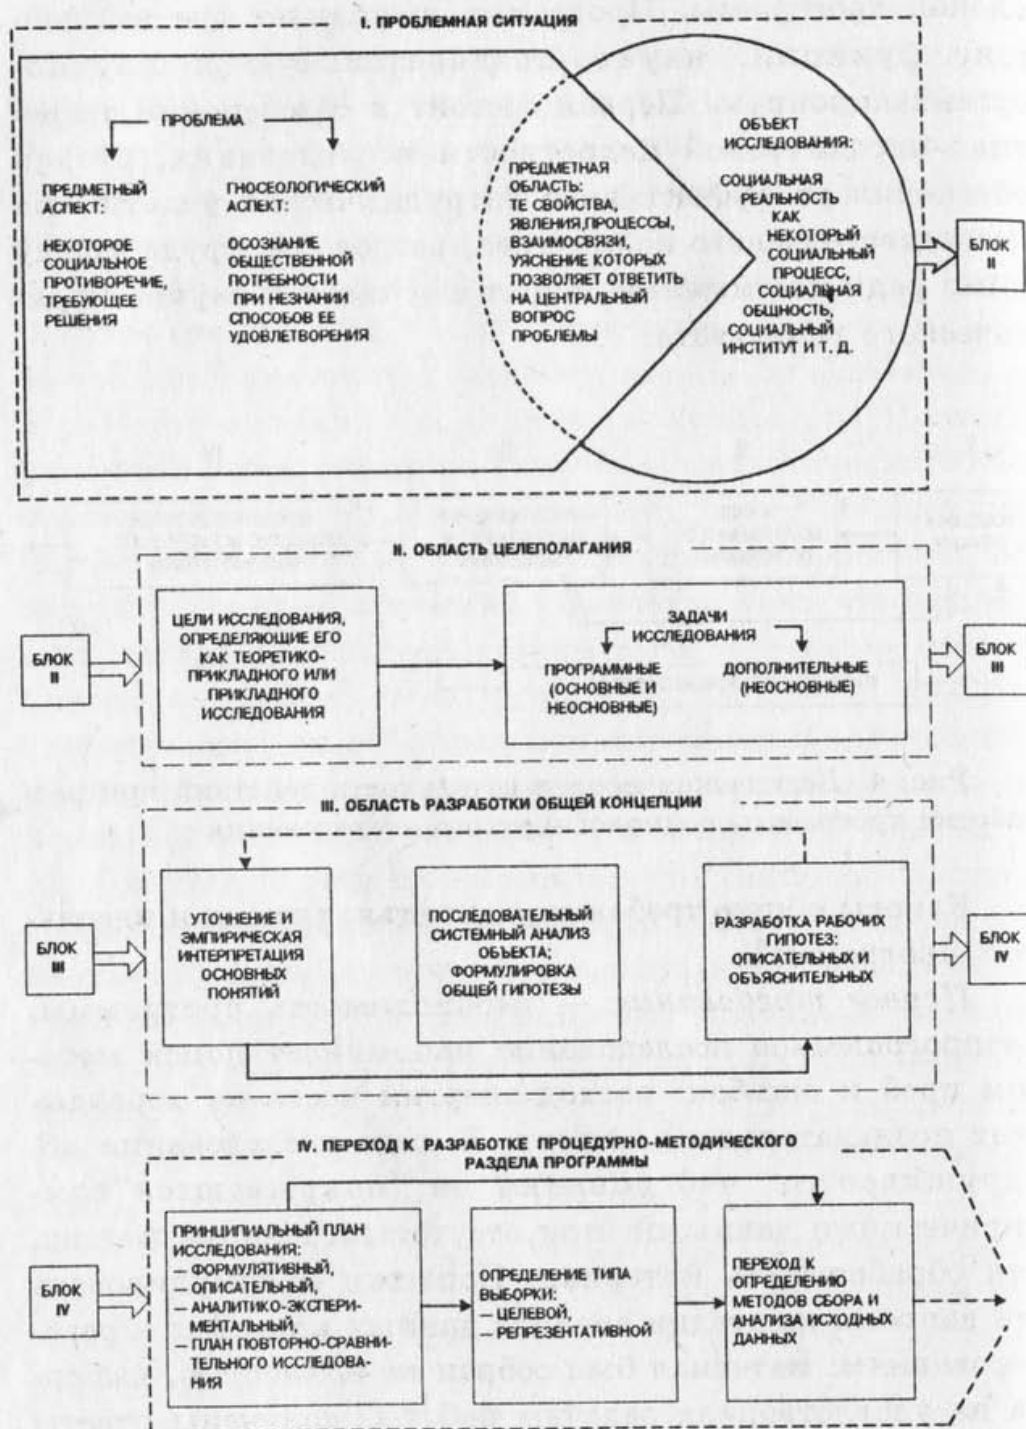 I. ПРОБЛЕМНАЯ СИТУАЦИЯ
ПРОБЛЕМА
ПРЕДМЕТНЫЙ
АСПЕКТ:
НЕКОТОРОЕ
СОЦИАЛЬНОЕ
ПРОТИВОРЕЧИЕ,
ТРЕБУЮЩЕЕ
РЕШЕНИЯ
ГНОСЕОЛОГИЧЕСКИЙ
АСПЕКТ:
ОСОЗНАНИЕ
ОБЩЕСТВЕННОЙ
ПОТРЕБНОСТИ
ПРИ НЕЗНАНИИ
СПОСОБОВ ЕЕ
УДОВЛЕТВОРЕНИЯ
ПРЕДМЕТНАЯ
ОБЛАСТЬ:
ТЕ СВОЙСТВА,
ЯВЛЕНИЯ,ПРОЦЕССЫ,
ВЗАИМОСВЯЗИ,
УЯСНЕНИЕ КОТОРЫХ
ПОЗВОЛЯЕТ ОТВЕТИТЬ
НА ЦЕНТРАЛЬНЫЙ
ВОПРОС
ПРОБЛЕМЫ
ОБЪЕКТ
ИССЛЕДОВАНИЯ:
СОЦИАЛЬНАЯ
РЕАЛЬНОСТЬ
КАК
НЕКОТОРЫЙ
СОЦИАЛЬНЫЙ
ПРОЦЕСС,
СОЦИАЛЬНАЯ
ОБЩНОСТЬ,
СОЦИАЛЬНЫЙ
ИНСТИТУТ И Т. Д.
БЛОК
II
II. ОБЛАСТЬ ЦЕЛЕПОЛАГАНИЯ
БЛОК
II
ЦЕЛИ ИССЛЕДОВАНИЯ,
ОПРЕДЕЛЯЮЩИЕ ЕГО
КАК ТЕОРЕТИКО-
ПРИКЛАДНОГО ИЛИ
ПРИКЛАДНОГО
ИССЛЕДОВАНИЯ
ЗАДАЧИ
ИССЛЕДОВАНИЯ
ПРОГРАММНЫЕ
(ОСНОВНЫЕ И
НЕОСНОВНЫЕ)
ДОПОЛНИТЕЛЬНЫЕ
(НЕОСНОВНЫЕ)
БЛОК
III
III. ОБЛАСТЬ РАЗРАБОТКИ ОБЩЕЙ КОНЦЕПЦИИ
БЛОК
III
УТОЧНЕНИЕ И
ЭМПИРИЧЕСКАЯ
ИНТЕРПРЕТАЦИЯ
ОСНОВНЫХ
ПОНЯТИЙ
ПОСЛЕДОВАТЕЛЬНЫЙ
СИСТЕМНЫЙ АНАЛИЗ
ОБЪЕКТА;
ФОРМУЛИРОВКА
ОБЩЕЙ ГИПОТЕЗЫ
РАЗРАБОТКА РАБОЧИХ
ГИПОТЕЗ:
ОПИСАТЕЛЬНЫХ И
ОБЪЯСНИТЕЛЬНЫХ
БЛОК
IV
IV. ПЕРЕХОД К РАЗРАБОТКЕ ПРОЦЕДУРНО-МЕТОДИЧЕСКОГО
РАЗДЕЛА ПРОГРАММЫ
БЛОК
IV
ПРИНЦИПИАЛЬНЫЙ ПЛАН
ИССЛЕДОВАНИЯ:
— ФОРМУЛЯТИВНЫЙ,
— ОПИСАТЕЛЬНЫЙ,
— АНАЛИТИКО-ЭКСПЕРИ-
МЕНТАЛЬНЫЙ,
— ПЛАН ПОВТОРНО-СРАВНИ-
ТЕЛЬНОГО ИССЛЕДОВА-
НИЯ
ОПРЕДЕЛЕНИЕ ТИПА
ВЫБОРКИ:
— ЦЕЛЕВОЙ,
— РЕПРЕЗЕНТАТИВНОЙ
ПЕРЕХОД К
ОПРЕДЕЛЕНИЮ
МЕТОДОВ СБОРА И
АНАЛИЗА ИСХОДНЫХ
ДАННЫХ